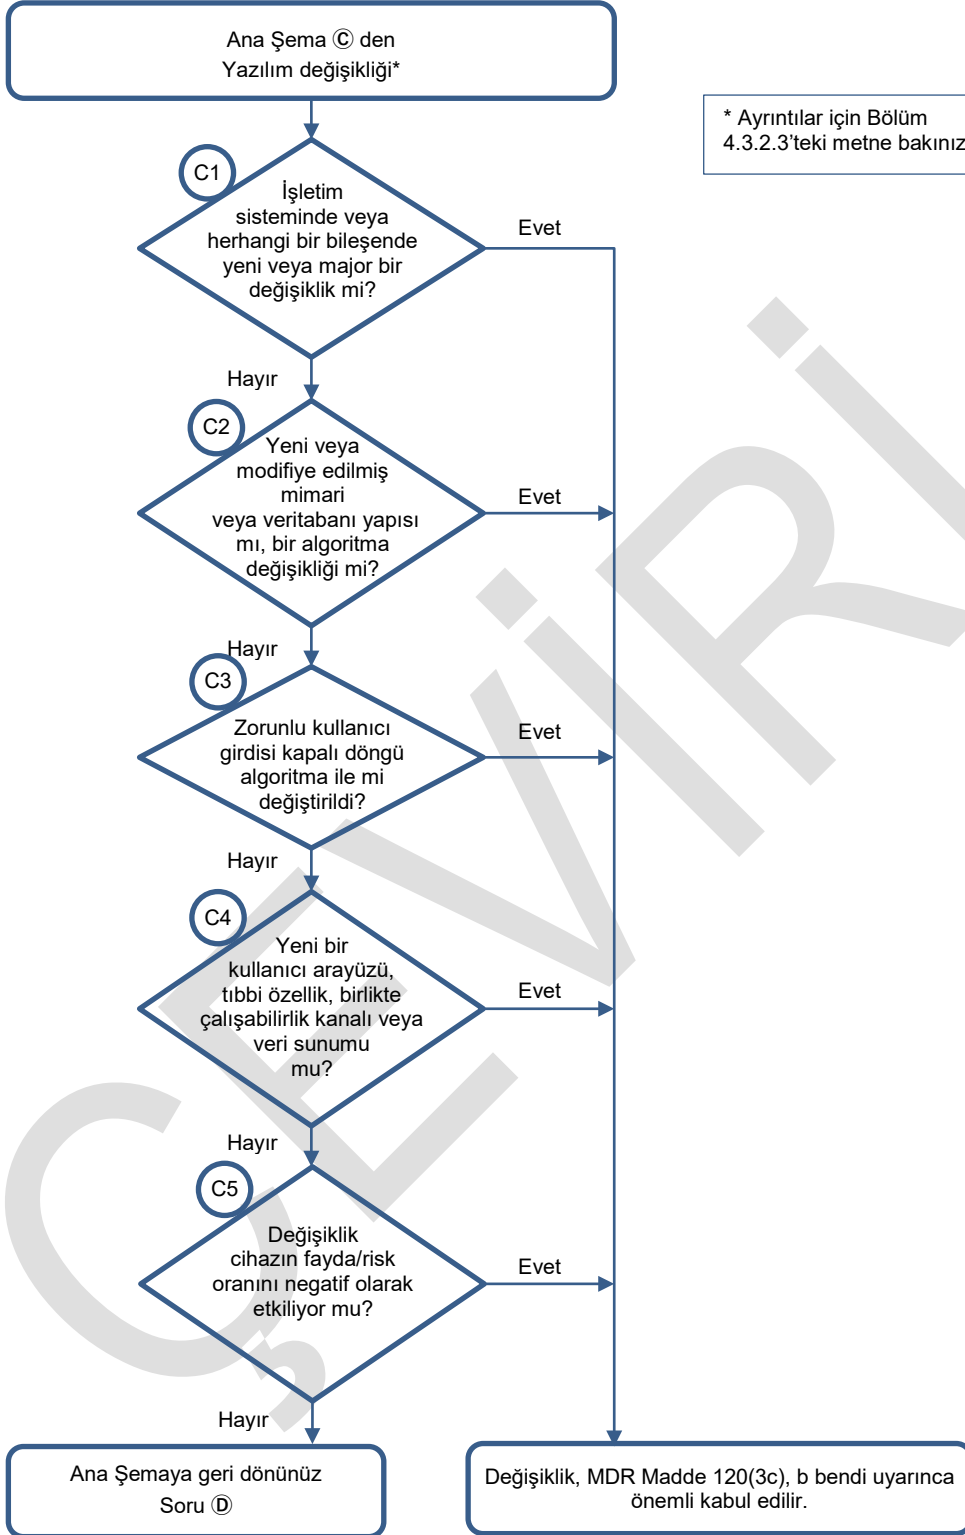 Ana Şema Ⓒ den
Yazılım değişikliği*
* Ayrıntılar için Bölüm
4.3.2.3’teki metne bakınız
C1
İşletim
sisteminde veya
herhangi bir bileşende
yeni veya major bir
değişiklik mi?
Evet
Hayır
C2
Yeni veya
modifiye edilmiş
mimari
veya veritabanı yapısı
mı, bir algoritma
değişikliği mi?
Evet
Hayır
C3
Zorunlu kullanıcı
girdisi kapalı döngü
algoritma ile mi
değiştirildi?
Evet
Hayır
C4
Yeni bir
kullanıcı arayüzü,
tıbbi özellik, birlikte
çalışabilirlik kanalı veya
veri sunumu
mu?
Evet
Hayır
C5
Değişiklik
cihazın fayda/risk
oranını negatif olarak
etkiliyor mu?
Evet
Hayır
Ana Şemaya geri dönünüz
Soru Ⓓ
Değişiklik, MDR Madde 120(3c), b bendi uyarınca
önemli kabul edilir.
ÇEVİRİ